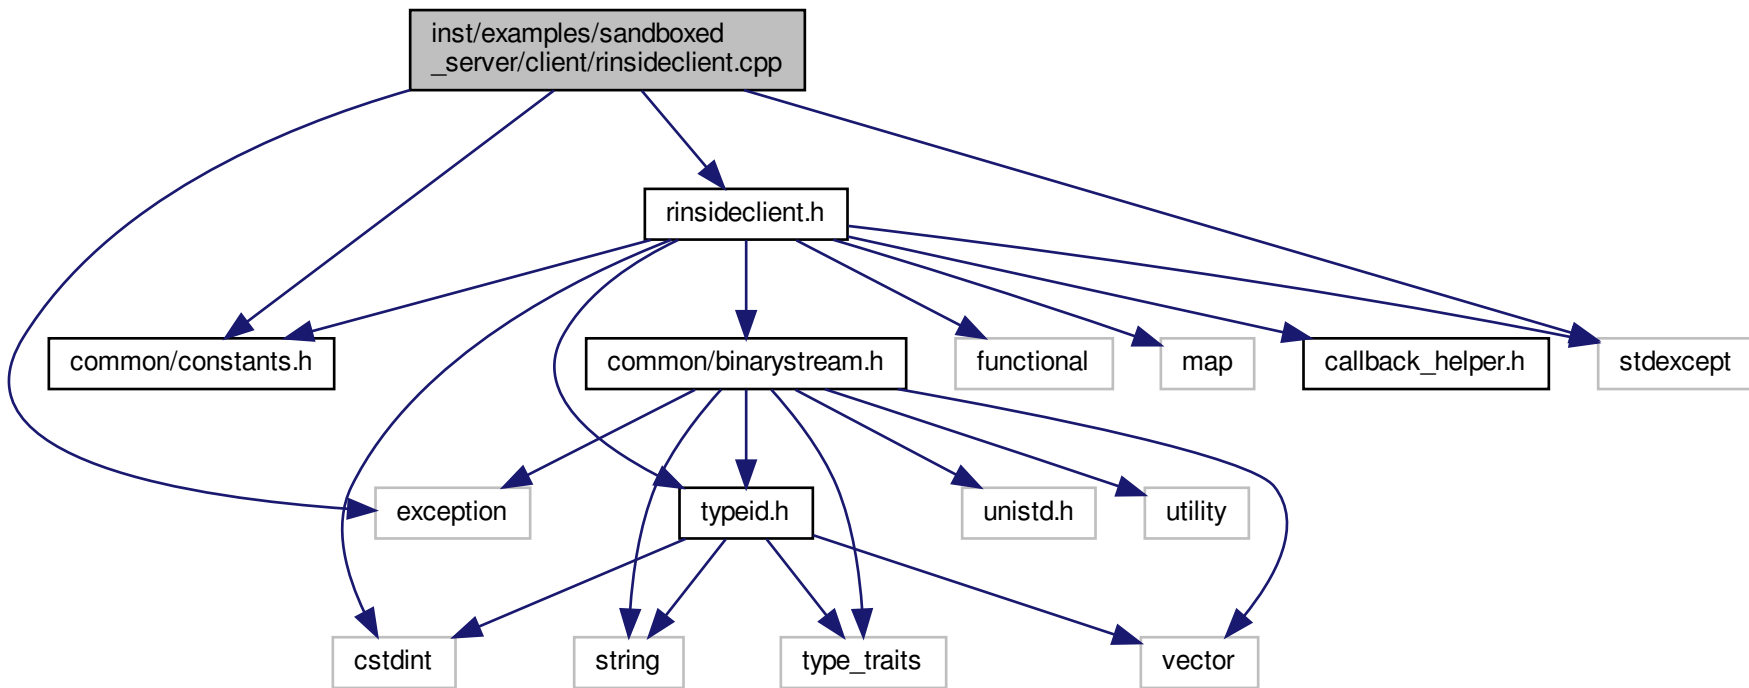 inst/examples/sandboxed
_server/client/rinsideclient.cpp
rinsideclient.h
common/constants.h
common/binarystream.h
functional
map
callback_helper.h
stdexcept
exception
typeid.h
unistd.h
utility
cstdint
string
type_traits
vector